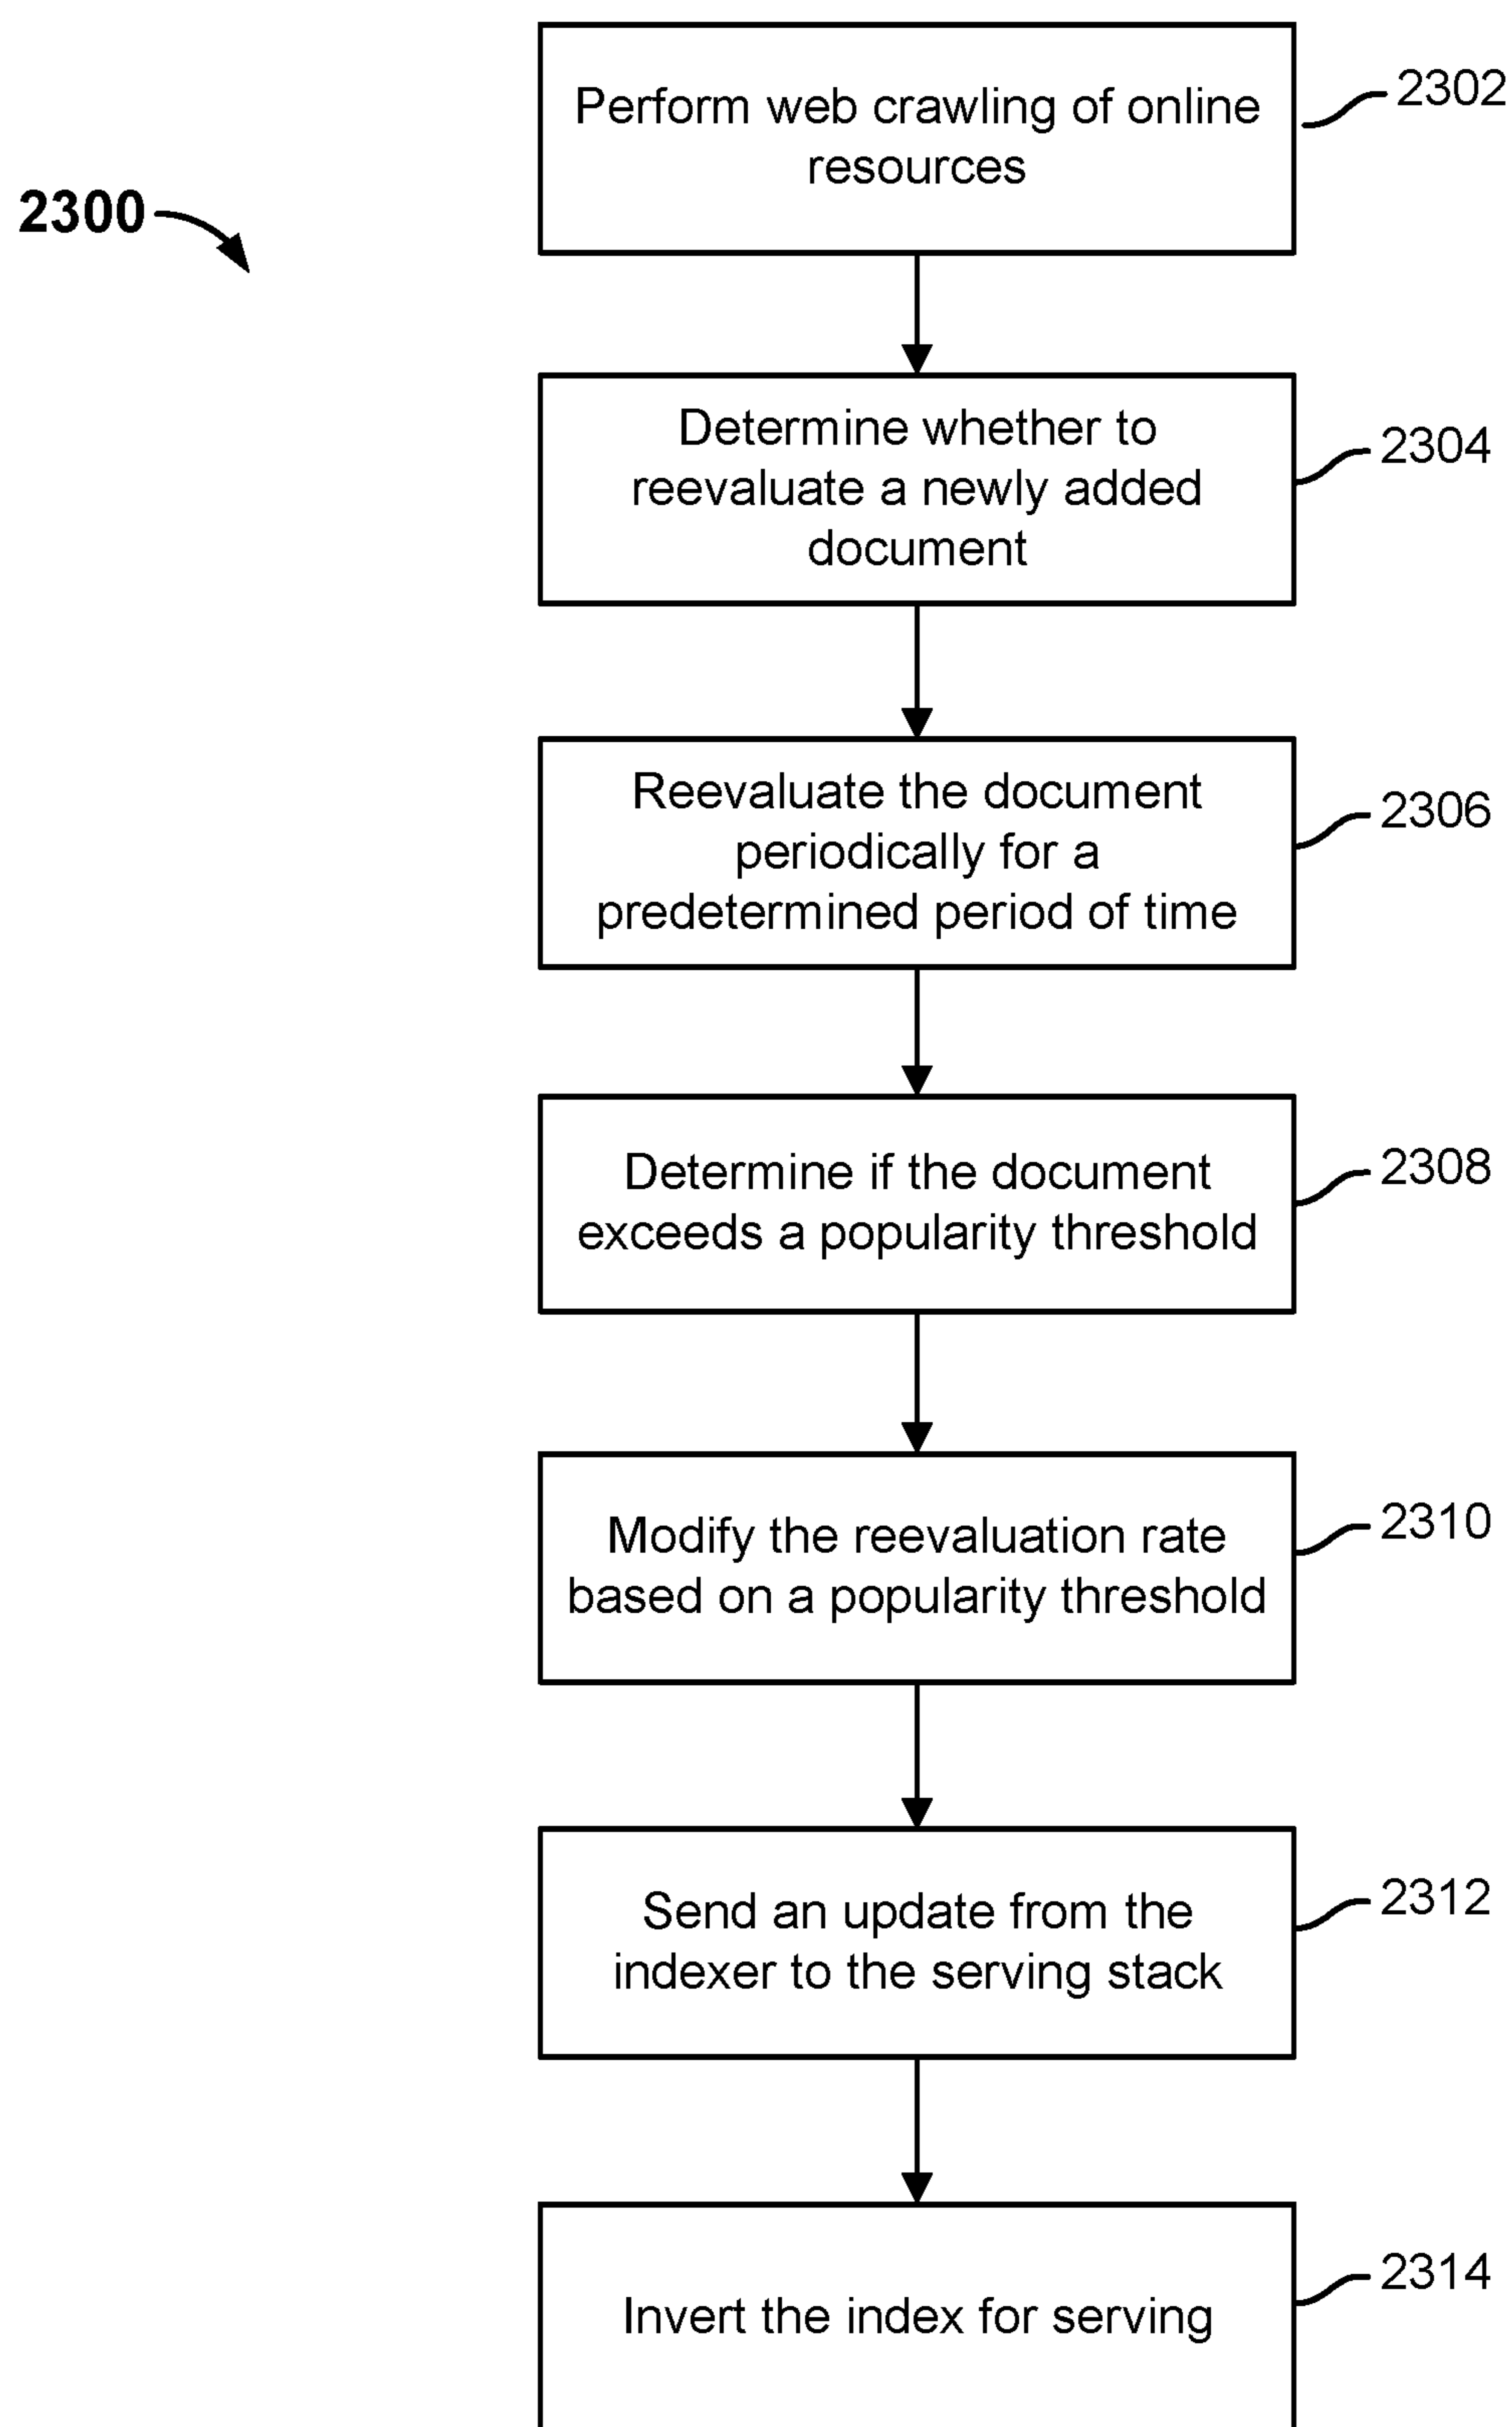 Perform web crawling of online
resources
2302
2300
Determine whether to
reevaluate a newly added
document
2304
Reevaluate the document
periodically for a
predetermined period of time
2306
Determine if the document
exceeds a popularity threshold
2308
Modify the reevaluation rate
based on a popularity threshold
2310
Send an update from the
indexer to the serving stack
2312
Invert the index for serving
2314